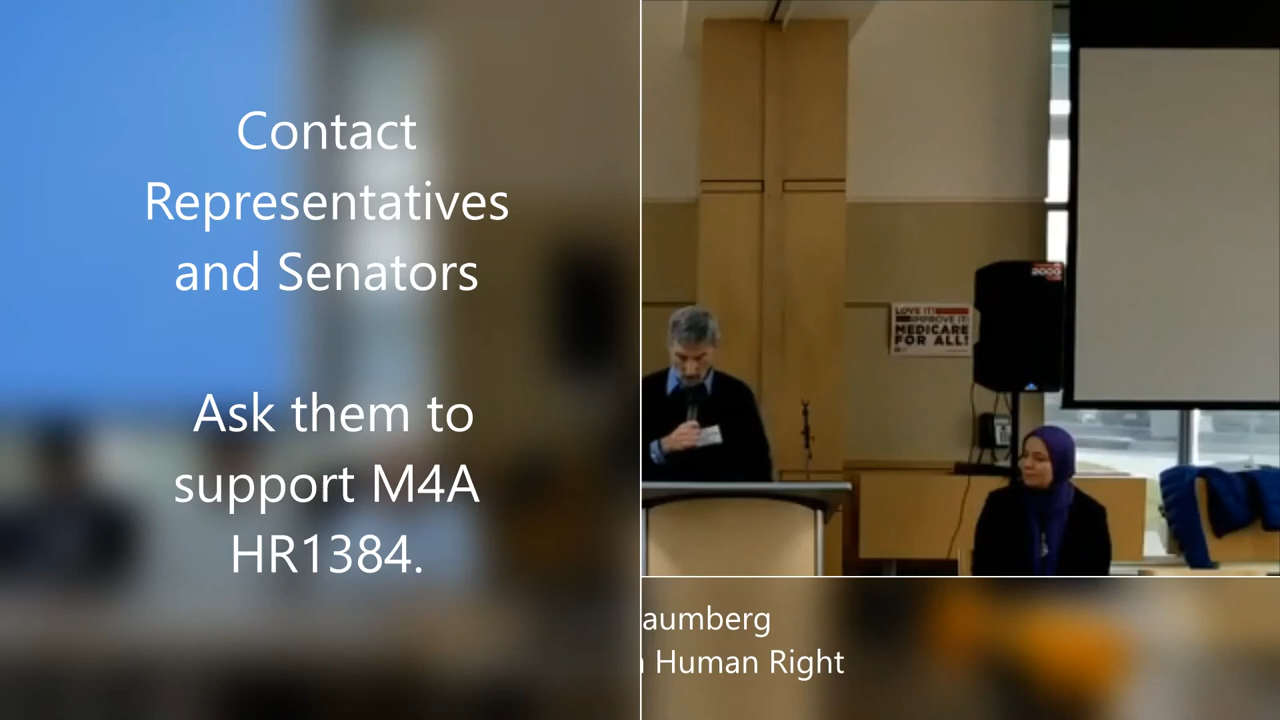 Contact
Representatives
and Senators
Ask them to
support M4A
HR1384.
2000
LOVE IT!
IMPROVE IT!
MEDICARE
FOR ALL!
aumberg
Human Right